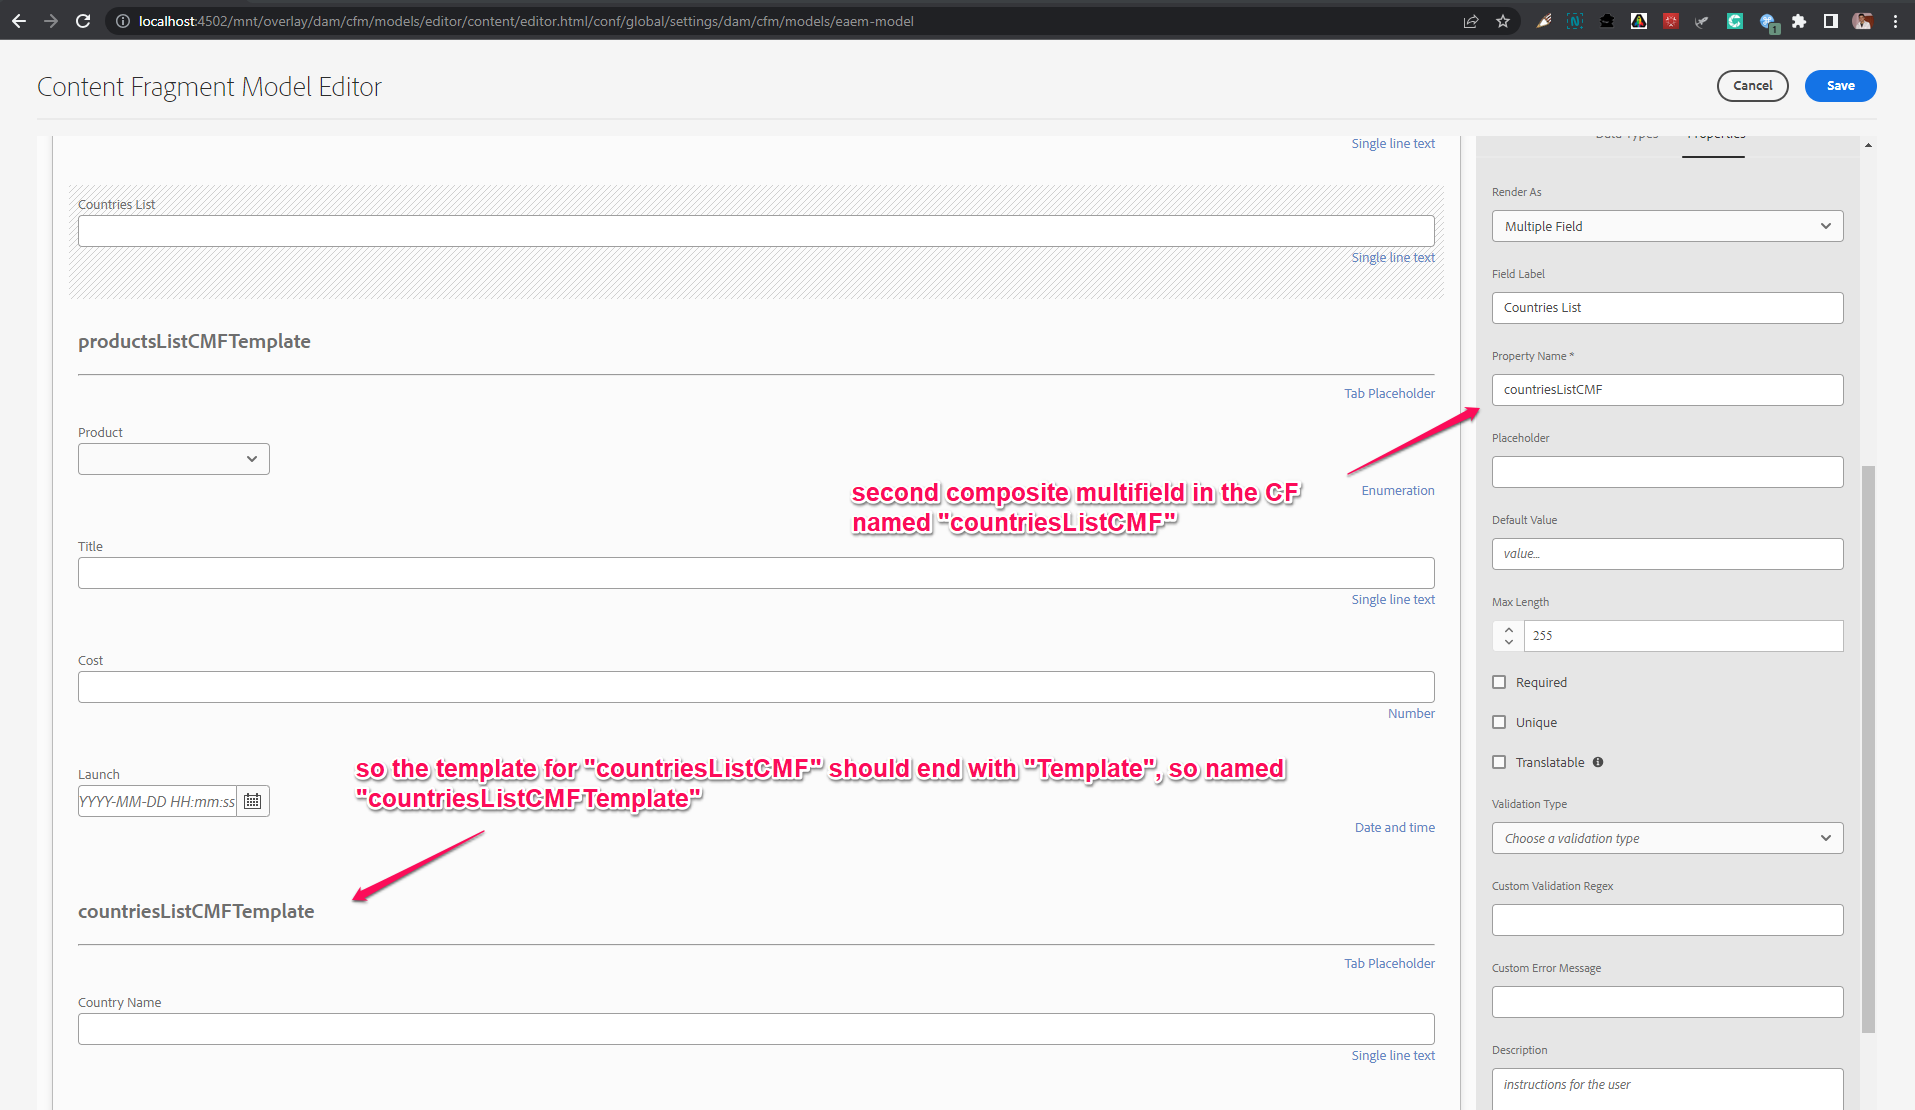 localhost:4502/mnt/overlay/dam/cfm/models/editor/content/editor.html/conf/global/settings/dam/cfm/models/eaem-model
1
Content Fragment Model Editor
Cancel
Save
Single line text
Countries List
Single line text
productsListCMFTemplate
Tab Placeholder
Product
Enumeration
second composite multifield in the CF
named "countriesListCMF"
Title
Single line text
Cost
Number
so the template for "countriesListCMF" should end with "Template", so named
"countriesListCMFTemplate"
Launch
YYYY-MM-DD HH:mm:ss
Date and time
countriesListCMFTemplate
Tab Placeholder
Country Name
Single line text
Data Types
Properties
Render As
Multiple Field
Field Label
Countries List
Property Name *
countriesListCMF
Placeholder
Default Value
value...
Max Length
255
Required
Unique
Translatable
Validation Type
Choose a validation type
Custom Validation Regex
Custom Error Message
Description
instructions for the user